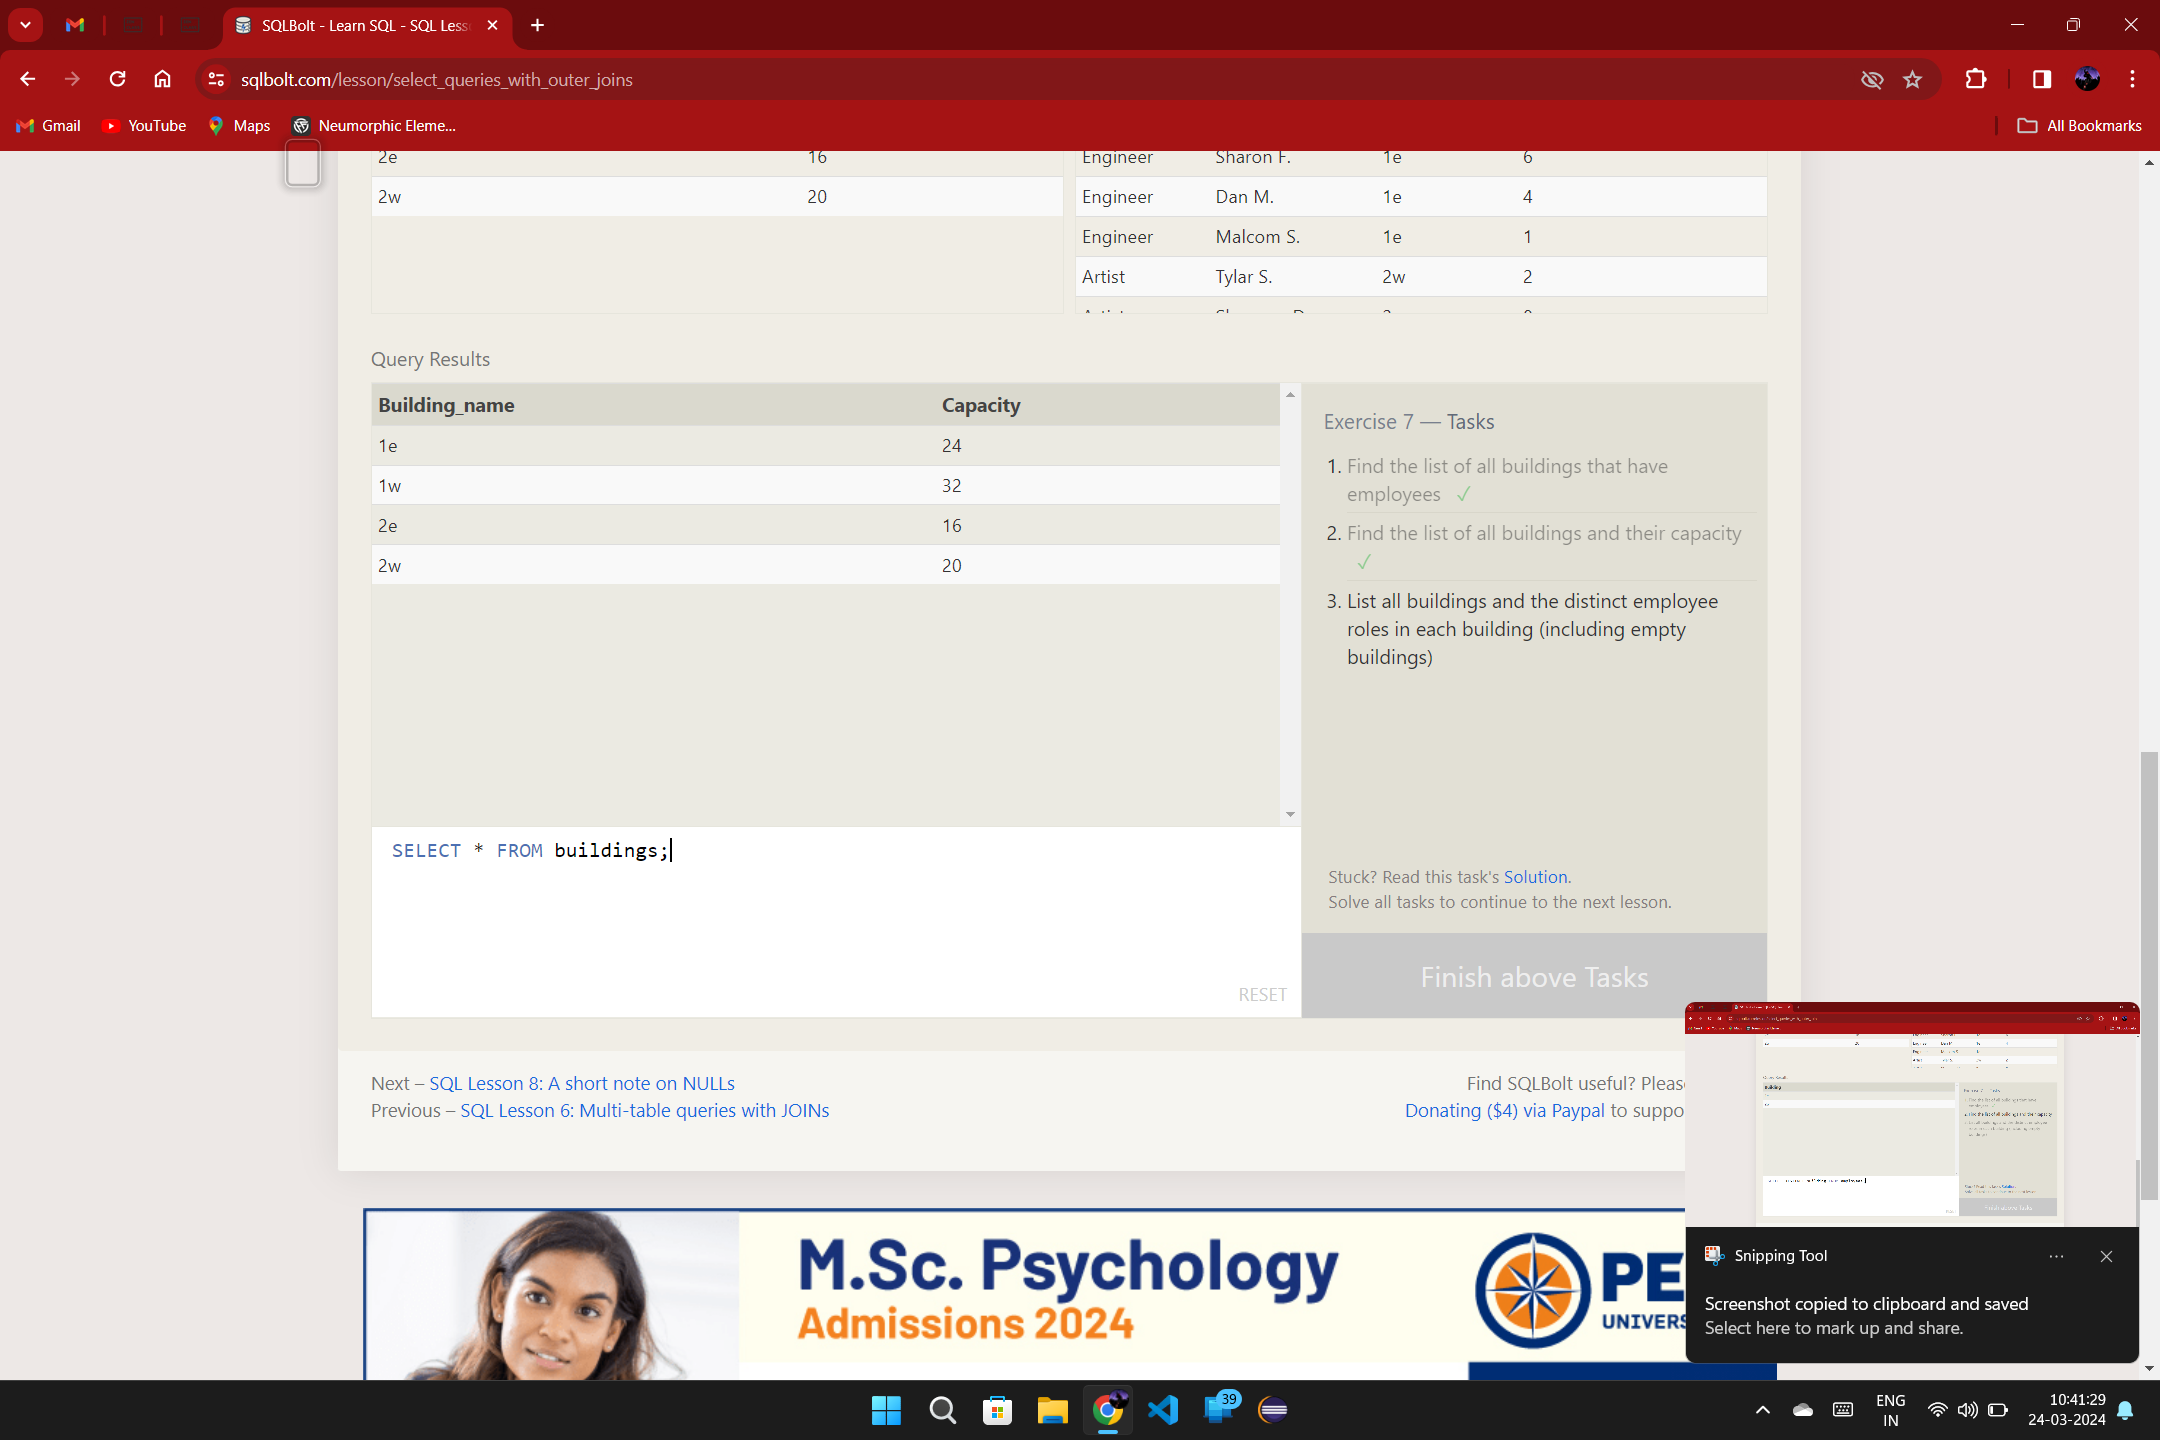 SQLBolt - Learn SQL - SQL Less
sqlbolt.com/lesson/select_queries_with_outer_joins
Gmail YouTube Maps Neumorphic Eleme... All Bookmarks
2e 16 Engineer Sharon F. 1e 6
2w 20 Engineer Dan M. 1e 4
Engineer Malcom S. 1e 1
Artist Tylar S. 2w 2
Query Results
Building_name Capacity
1e 24
1w 32
2e 16
2w 20
Exercise 7 — Tasks
1. Find the list of all buildings that have
employees ✓
2. Find the list of all buildings and their capacity
✓
3. List all buildings and the distinct employee
roles in each building (including empty
buildings)
SELECT * FROM buildings;
RESET
Stuck? Read this task's Solution.
Solve all tasks to continue to the next lesson.
Finish above Tasks
Next – SQL Lesson 8: A short note on NULLs
Previous – SQL Lesson 6: Multi-table queries with JOINs
Find SQLBolt useful? Please
Donating ($4) via Paypal to suppo
M.Sc. Psychology
Admissions 2024
PE
UNIVERS
Snipping Tool
Screenshot copied to clipboard and saved
Select here to mark up and share.
39
ENG
IN
10:41:29
24-03-2024